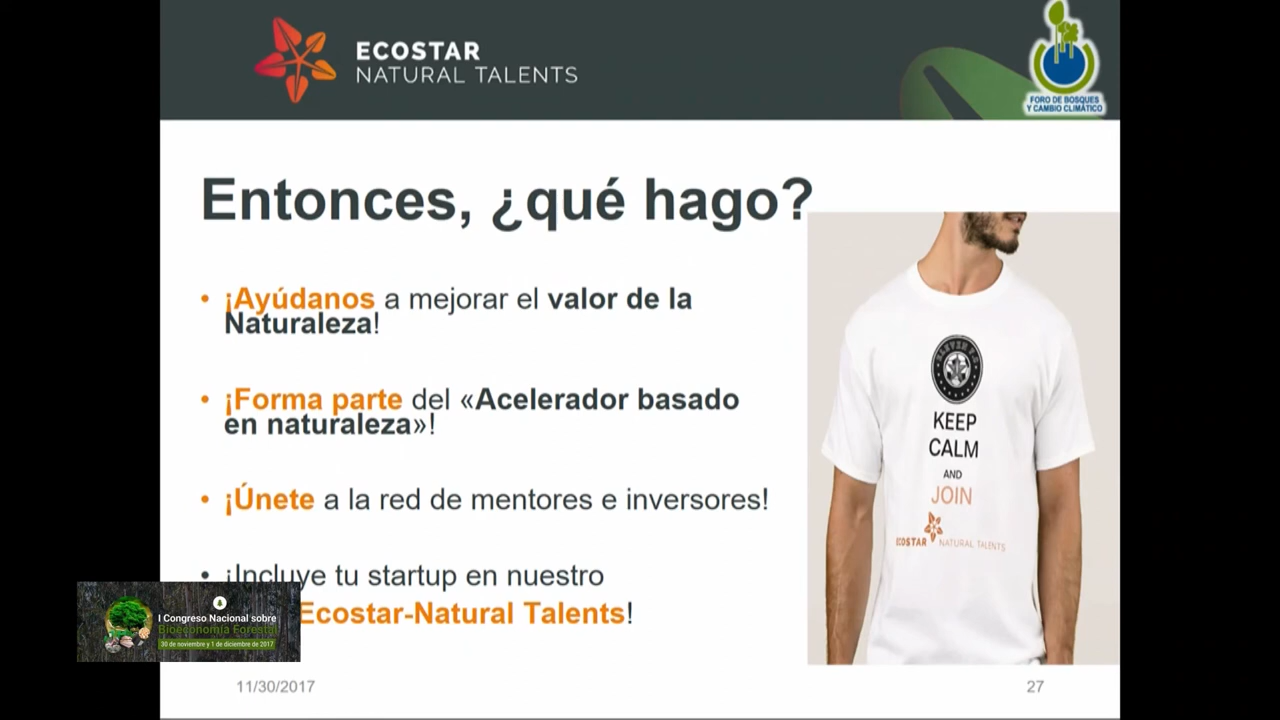 ECOSTAR
NATURAL TALENTS
FORO DE BOSQUES
Y CAMBIO CLIMÁTICO
Entonces, ¿qué hago?
• ¡Ayúdanos a mejorar el valor de la
Naturaleza!
• ¡Forma parte del «Acelerador basado
en naturaleza»!
• ¡Únete a la red de mentores e inversores!
• ¡Incluye tu startup en nuestro
Ecostar-Natural Talents!
KEEP
CALM
AND
JOIN
ECOSTAR NATURAL TALENTS
I Congreso Nacional sobre
Bioeconomía Forestal
30 de noviembre y 1 de diciembre de 2017
11/30/2017
27